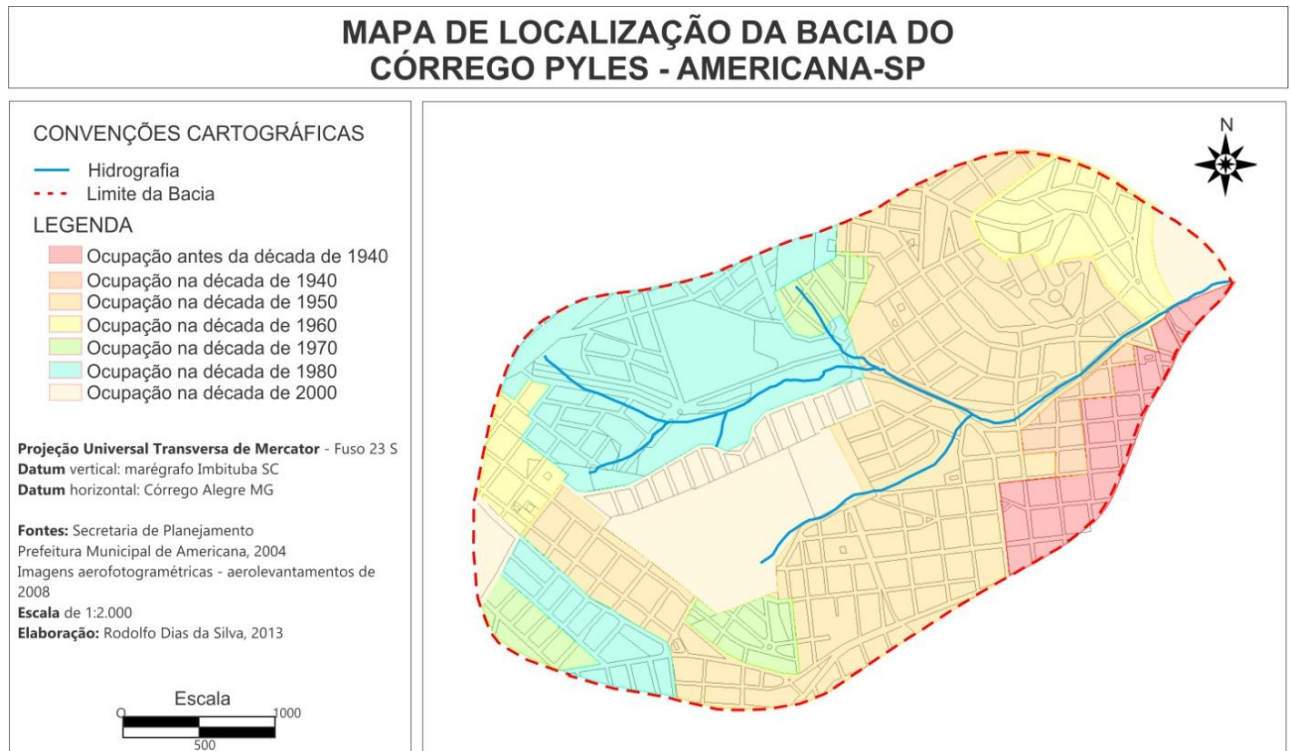 MAPA DE LOCALIZAÇÃO DA BACIA DO
CÓRREGO PYLES - AMERICANA-SP
CONVENÇÕES CARTOGRÁFICAS
Hidrografia
Limite da Bacia
LEGENDA
Ocupação antes da década de 1940
Ocupação na década de 1940
Ocupação na década de 1950
Ocupação na década de 1960
Ocupação na década de 1970
Ocupação na década de 1980
Ocupação na década de 2000
Projeção Universal Transversa de Mercator - Fuso 23 S
Datum vertical: marégrafo Imbituba SC
Datum horizontal: Córrego Alegre MG
Fontes: Secretaria de Planejamento
Prefeitura Municipal de Americana, 2004
Imagens aerofotogramétricas - aerolevantamentos de
2008
Escala de 1:2.000
Elaboração: Rodolfo Dias da Silva, 2013
Escala
0 1000
500
N